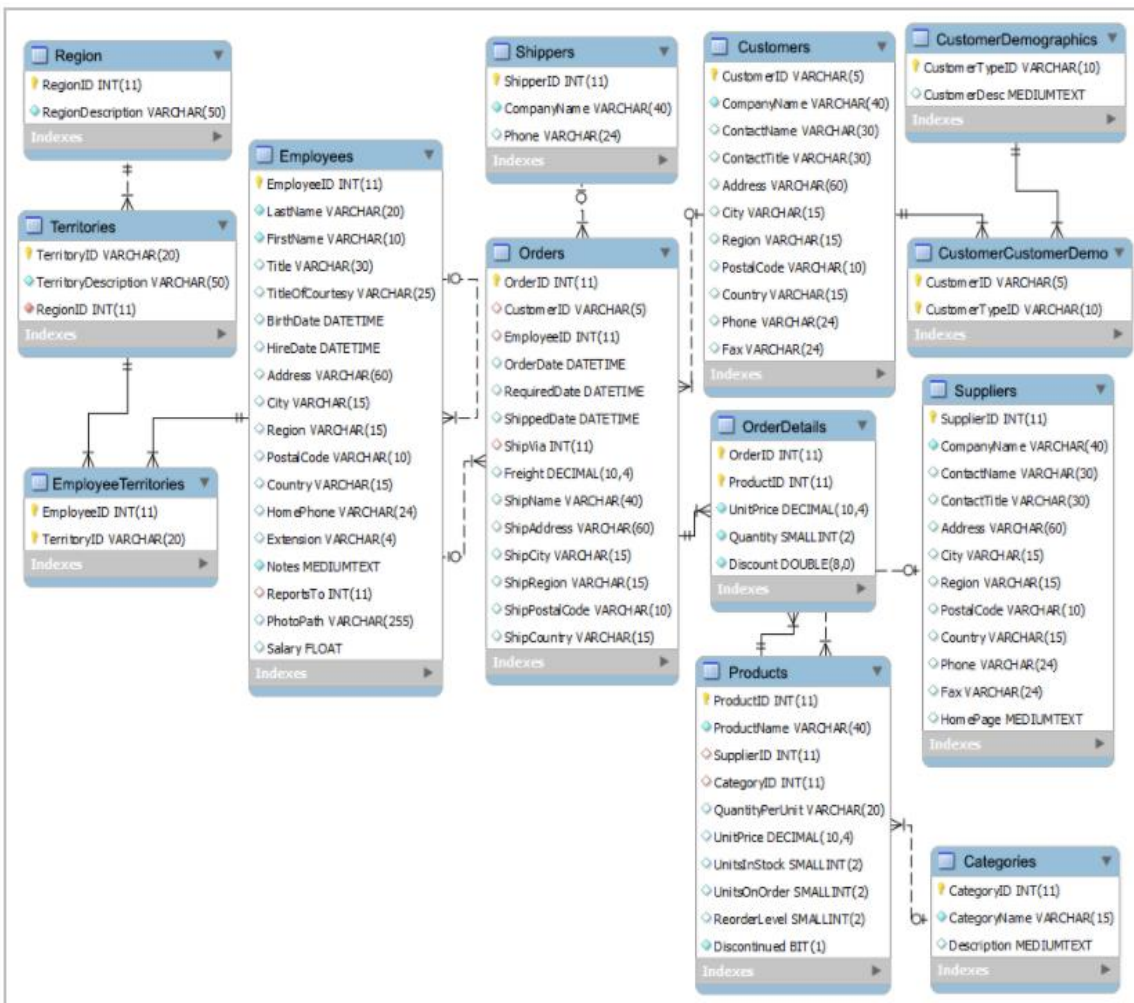 Region
RegionID INT(11)
RegionDescription VARCHAR(50)
Indexes
Territories
TerritoryID VARCHAR(20)
TerritoryDescription VARCHAR(50)
RegionID INT(11)
Indexes
EmployeeTerritories
EmployeeID INT(11)
TerritoryID VARCHAR(20)
Indexes
Employees
EmployeeID INT(11)
LastName VARCHAR(20)
FirstName VARCHAR(10)
Title VARCHAR(30)
TitleOfCourtesy VARCHAR(25)
BirthDate DATETIME
HireDate DATETIME
Address VARCHAR(60)
City VARCHAR(15)
Region VARCHAR(15)
PostalCode VARCHAR(10)
Country VARCHAR(15)
HomePhone VARCHAR(24)
Extension VARCHAR(4)
Notes MEDIUMTEXT
ReportsTo INT(11)
PhotoPath VARCHAR(255)
Salary FLOAT
Indexes
Shippers
ShipperID INT(11)
CompanyName VARCHAR(40)
Phone VARCHAR(24)
Indexes
Orders
OrderID INT(11)
CustomerID VARCHAR(5)
EmployeeID INT(11)
OrderDate DATETIME
RequiredDate DATETIME
ShippedDate DATETIME
ShipVia INT(11)
Freight DECIMAL(10,4)
ShipName VARCHAR(40)
ShipAddress VARCHAR(60)
ShipCity VARCHAR(15)
ShipRegion VARCHAR(15)
ShipPostalCode VARCHAR(10)
ShipCountry VARCHAR(15)
Indexes
Customers
CustomerID VARCHAR(5)
CompanyName VARCHAR(40)
ContactName VARCHAR(30)
ContactTitle VARCHAR(30)
Address VARCHAR(60)
City VARCHAR(15)
Region VARCHAR(15)
PostalCode VARCHAR(10)
Country VARCHAR(15)
Phone VARCHAR(24)
Fax VARCHAR(24)
Indexes
OrderDetails
OrderID INT(11)
ProductID INT(11)
UnitPrice DECIMAL(10,4)
Quantity SMALLINT(2)
Discount DOUBLE(8,0)
Indexes
Products
ProductID INT(11)
ProductName VARCHAR(40)
SupplierID INT(11)
CategoryID INT(11)
QuantityPerUnit VARCHAR(20)
UnitPrice DECIMAL(10,4)
UnitsInStock SMALLINT(2)
UnitsOnOrder SMALLINT(2)
ReorderLevel SMALLINT(2)
Discontinued BIT(1)
Indexes
CustomerDemographics
CustomerTypeID VARCHAR(10)
CustomerDesc MEDIUMTEXT
Indexes
CustomerCustomerDemo
CustomerID VARCHAR(5)
CustomerTypeID VARCHAR(10)
Indexes
Suppliers
SupplierID INT(11)
CompanyName VARCHAR(40)
ContactName VARCHAR(30)
ContactTitle VARCHAR(30)
Address VARCHAR(60)
City VARCHAR(15)
Region VARCHAR(15)
PostalCode VARCHAR(10)
Country VARCHAR(15)
Phone VARCHAR(24)
Fax VARCHAR(24)
HomePage MEDIUMTEXT
Indexes
Categories
CategoryID INT(11)
CategoryName VARCHAR(15)
Description MEDIUMTEXT
Indexes